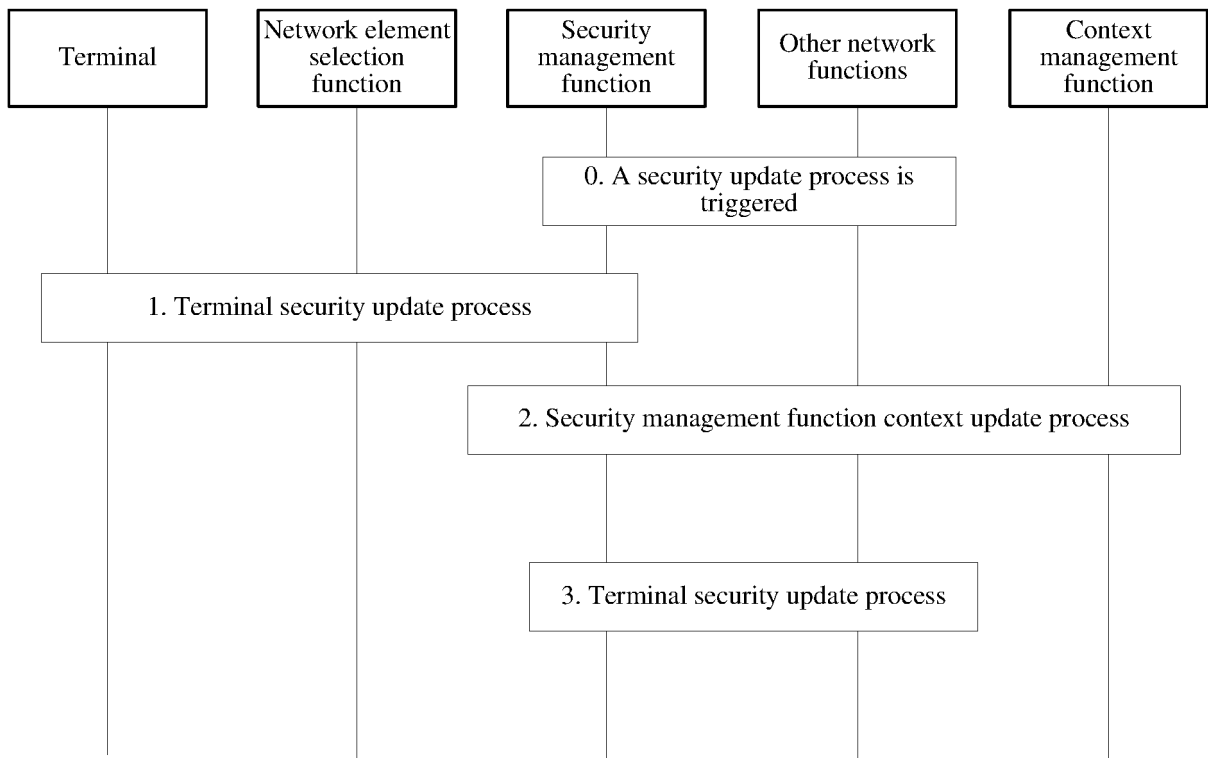 Terminal
Network element
selection
function
Security
management
function
Other network
functions
Context
management
function
0. A security update process is
triggered
1. Terminal security update process
2. Security management function context update process
3. Terminal security update process